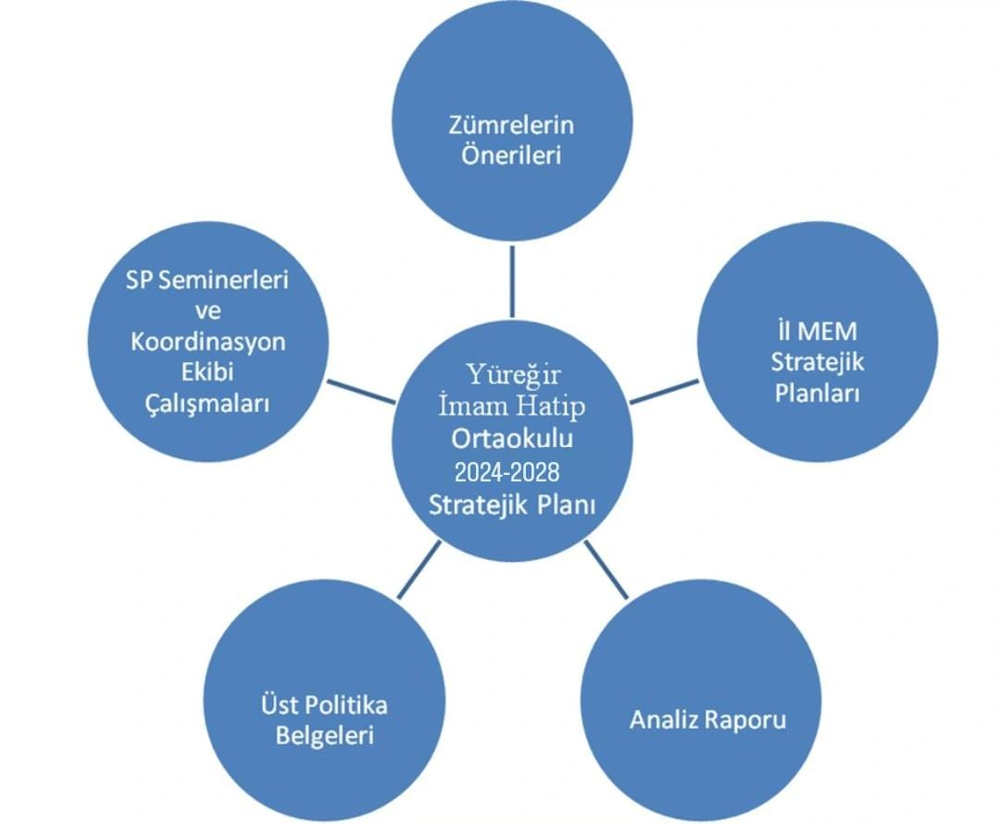 Zümrelerin
Önerileri
SP Seminerleri
ve
Koordinasyon
Ekibi
Çalışmaları
İl MEM
Stratejik
Planları
Yüreğir
İmam Hatip
Ortaokulu
2024-2028
Stratejik Planı
Üst Politika
Belgeleri
Analiz Raporu